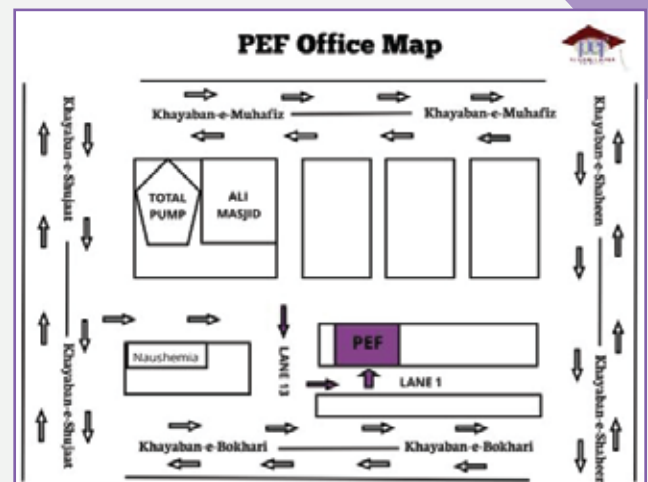 PEF Office Map
pef
Khayaban-e-Muhafiz
Khayaban-e-Muhafiz
Khayaban-e-Shujaat
Khayaban-e-Shaheen
TOTAL
PUMP
ALI
MASJID
Naushemia
LANE 13
PEF
LANE 1
Khayaban-e-Shujaat
Khayaban-e-Shaheen
Khayaban-e-Bokhari
Khayaban-e-Bokhari